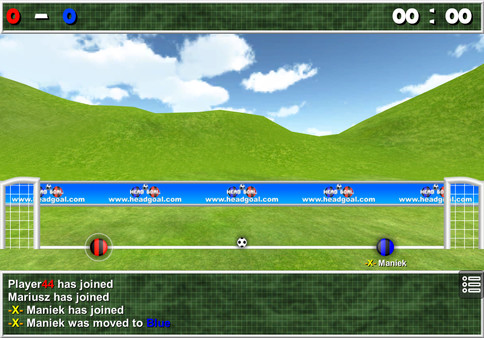 0 - 0 00 : 00
HEAD GOAL HEAD GOAL HEAD GOAL HEAD GOAL HEAD GOAL
www.headgoal.com www.headgoal.com www.headgoal.com www.headgoal.com www.headgoal.com
-X- Maniek
Player44 has joined
Mariusz has joined
-X- Maniek has joined
-X- Maniek was moved to Blue